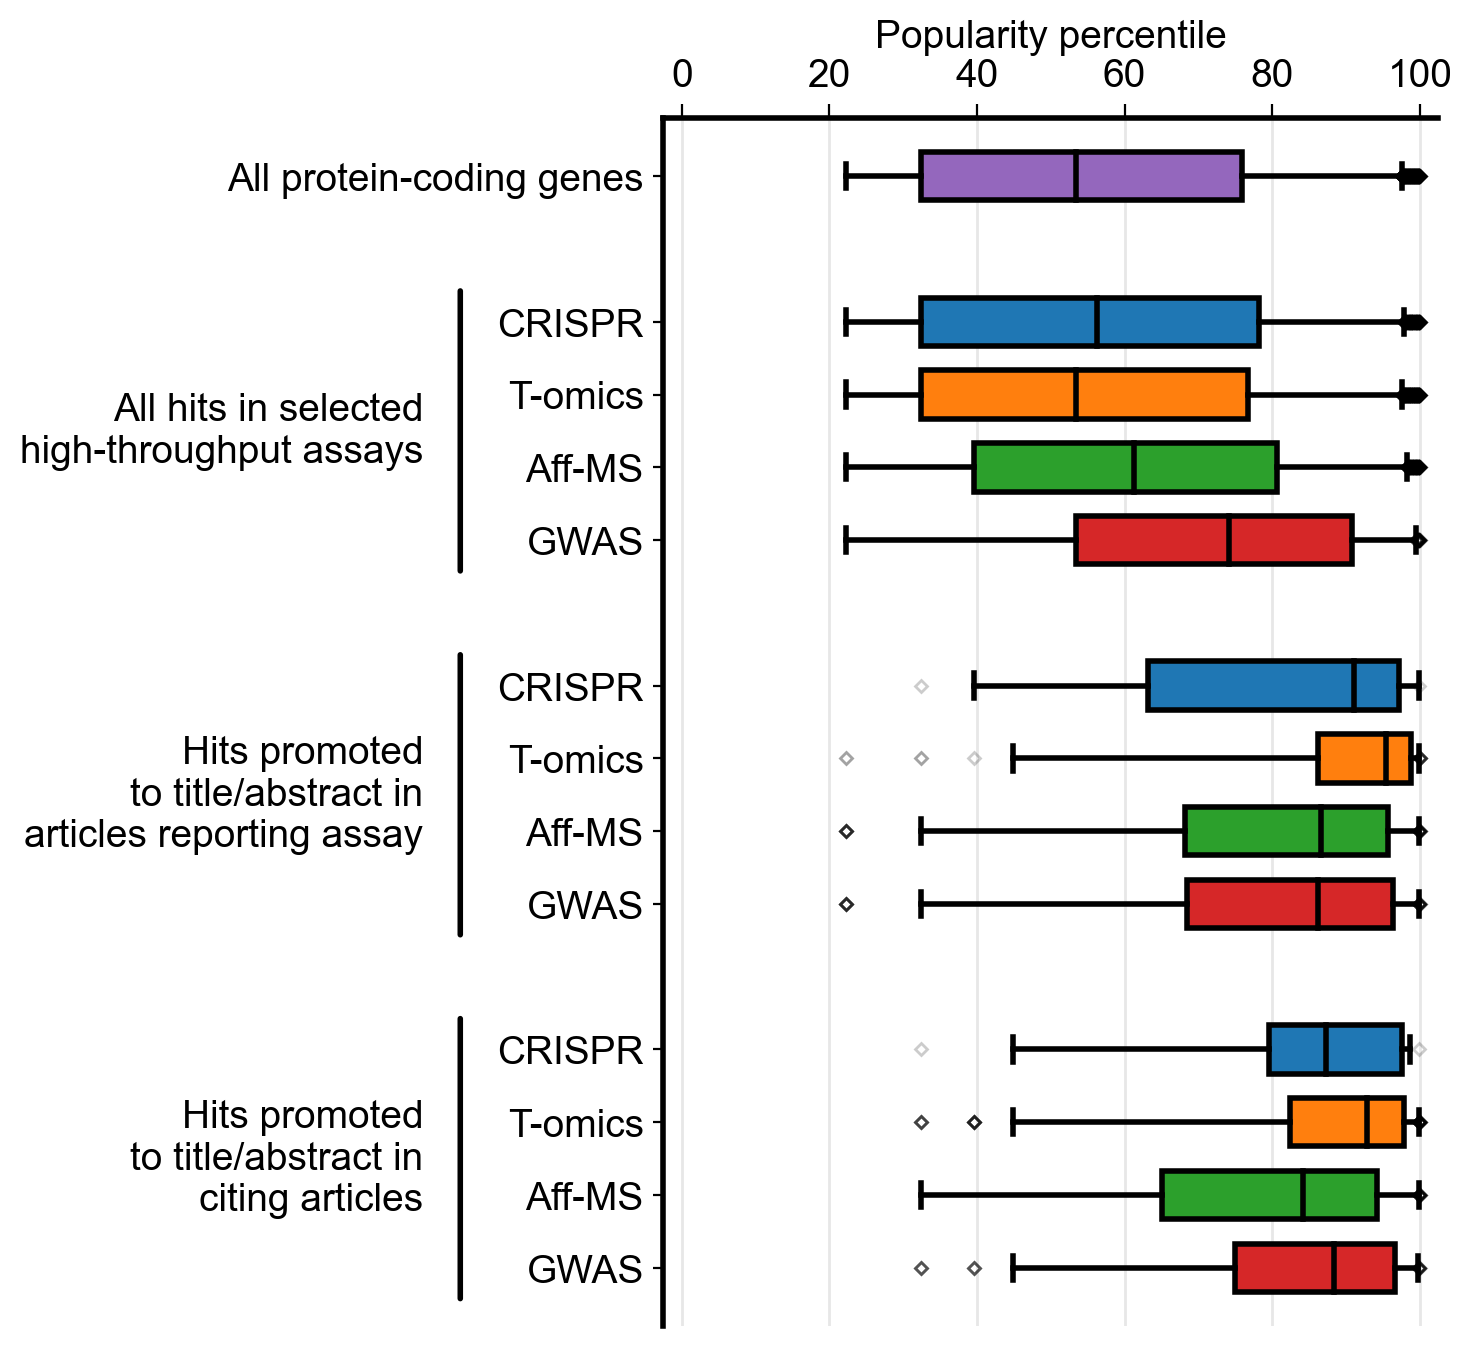 Popularity percentile
0 20 40 60 80 100
All protein-coding genes
All hits in selected
high-throughput assays
CRISPR
T-omics
Aff-MS
GWAS
Hits promoted
to title/abstract in
articles reporting assay
CRISPR
T-omics
Aff-MS
GWAS
Hits promoted
to title/abstract in
citing articles
CRISPR
T-omics
Aff-MS
GWAS